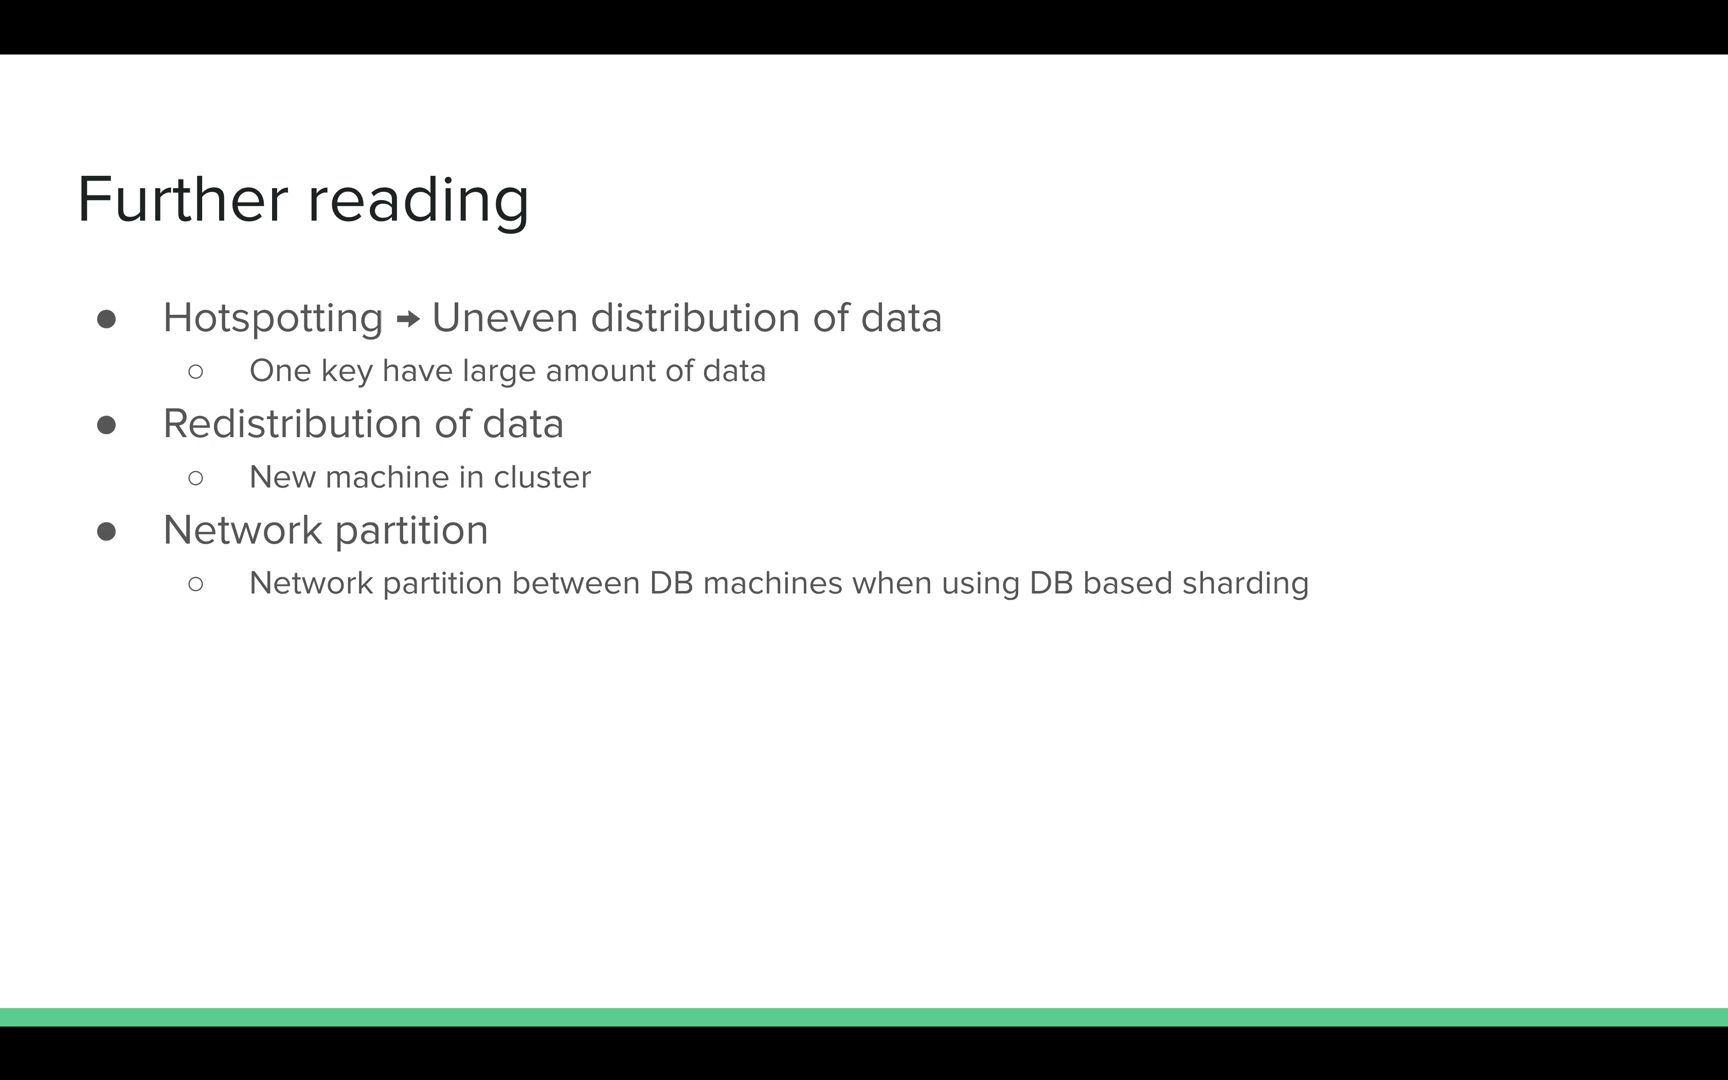 Further reading
● Hotspotting → Uneven distribution of data
○ One key have large amount of data
● Redistribution of data
○ New machine in cluster
● Network partition
○ Network partition between DB machines when using DB based sharding